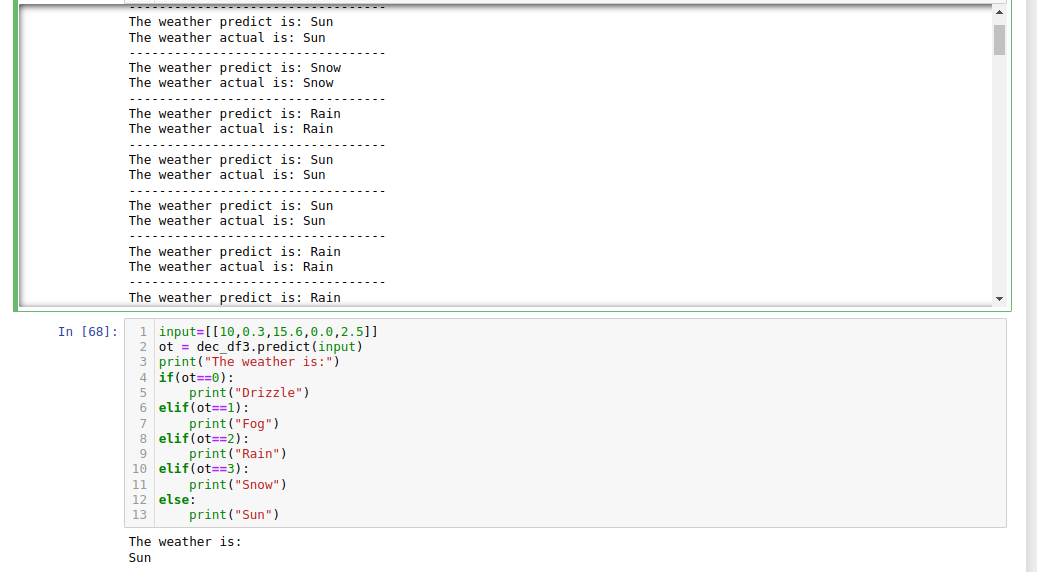 ----------------------------------
The weather predict is: Sun
The weather actual is: Sun
----------------------------------
The weather predict is: Snow
The weather actual is: Snow
----------------------------------
The weather predict is: Rain
The weather actual is: Rain
----------------------------------
The weather predict is: Sun
The weather actual is: Sun
----------------------------------
The weather predict is: Sun
The weather actual is: Sun
----------------------------------
The weather predict is: Rain
The weather actual is: Rain
----------------------------------
The weather predict is: Rain
In [68]: 1 input=[[10,0.3,15.6,0.0,2.5]]
2 ot = dec_df3.predict(input)
3 print("The weather is:")
4 if(ot==0):
5     print("Drizzle")
6 elif(ot==1):
7     print("Fog")
8 elif(ot==2):
9     print("Rain")
10 elif(ot==3):
11     print("Snow")
12 else:
13     print("Sun")
The weather is:
Sun